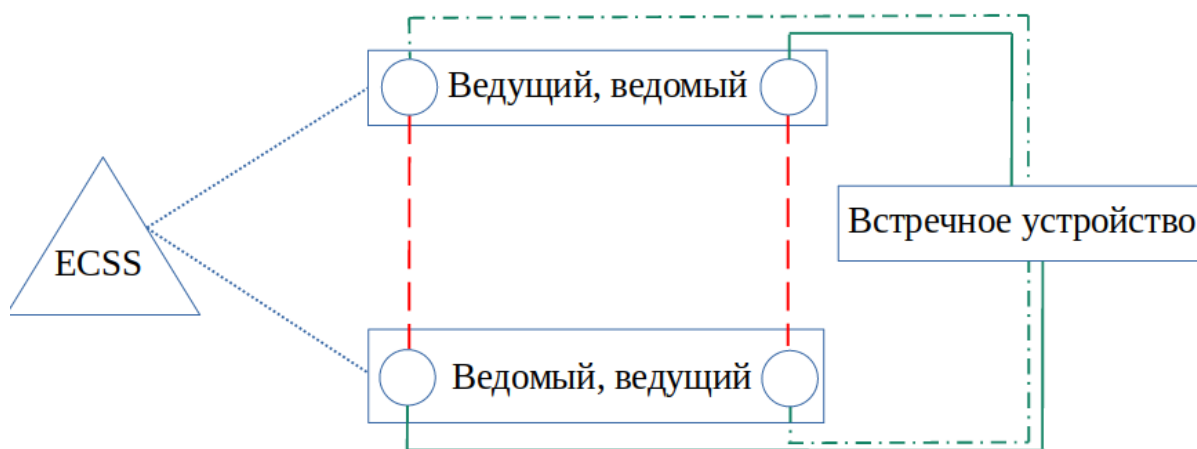 Ведущий, ведомый
Встречное устройство
ECSS
Ведомый, ведущий